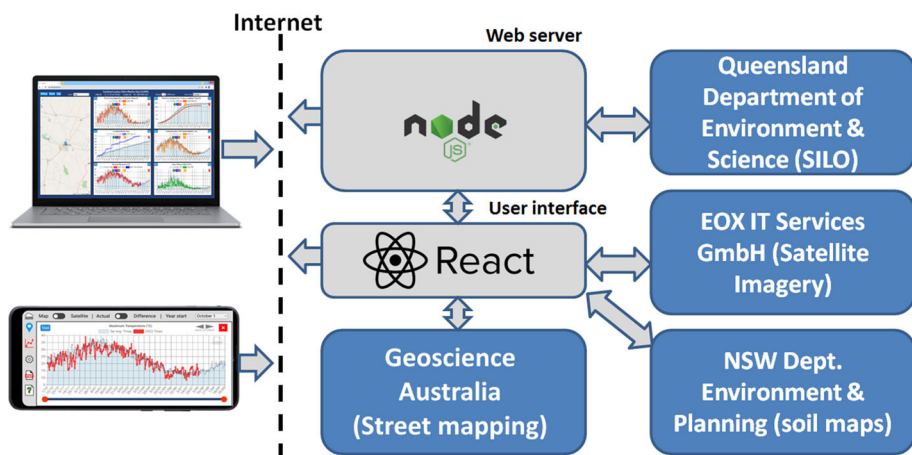 Internet
Web server
node
JS
Queensland
Department of
Environment &
Science (SILO)
User interface
React
EOX IT Services
GmbH (Satellite
Imagery)
Map
Satellite | Actual
Difference | Year start
October 1
Geoscience
Australia
(Street mapping)
NSW Dept.
Environment &
Planning (soil maps)